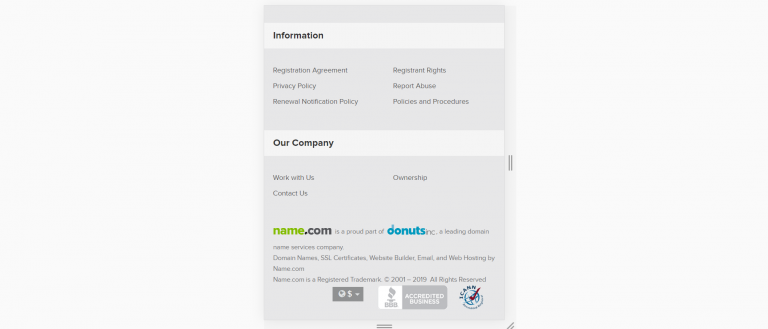 Information
Registration Agreement Registrant Rights
Privacy Policy Report Abuse
Renewal Notification Policy Policies and Procedures
Our Company
Work with Us Ownership
Contact Us
name.com is a proud part of donuts inc. a leading domain
name services company.
Domain Names, SSL Certificates, Website Builder, Email, and Web Hosting by
Name.com
Name.com is a Registered Trademark. © 2001 – 2019 All Rights Reserved
$ BBB ACCREDITED
BUSINESS ICANN